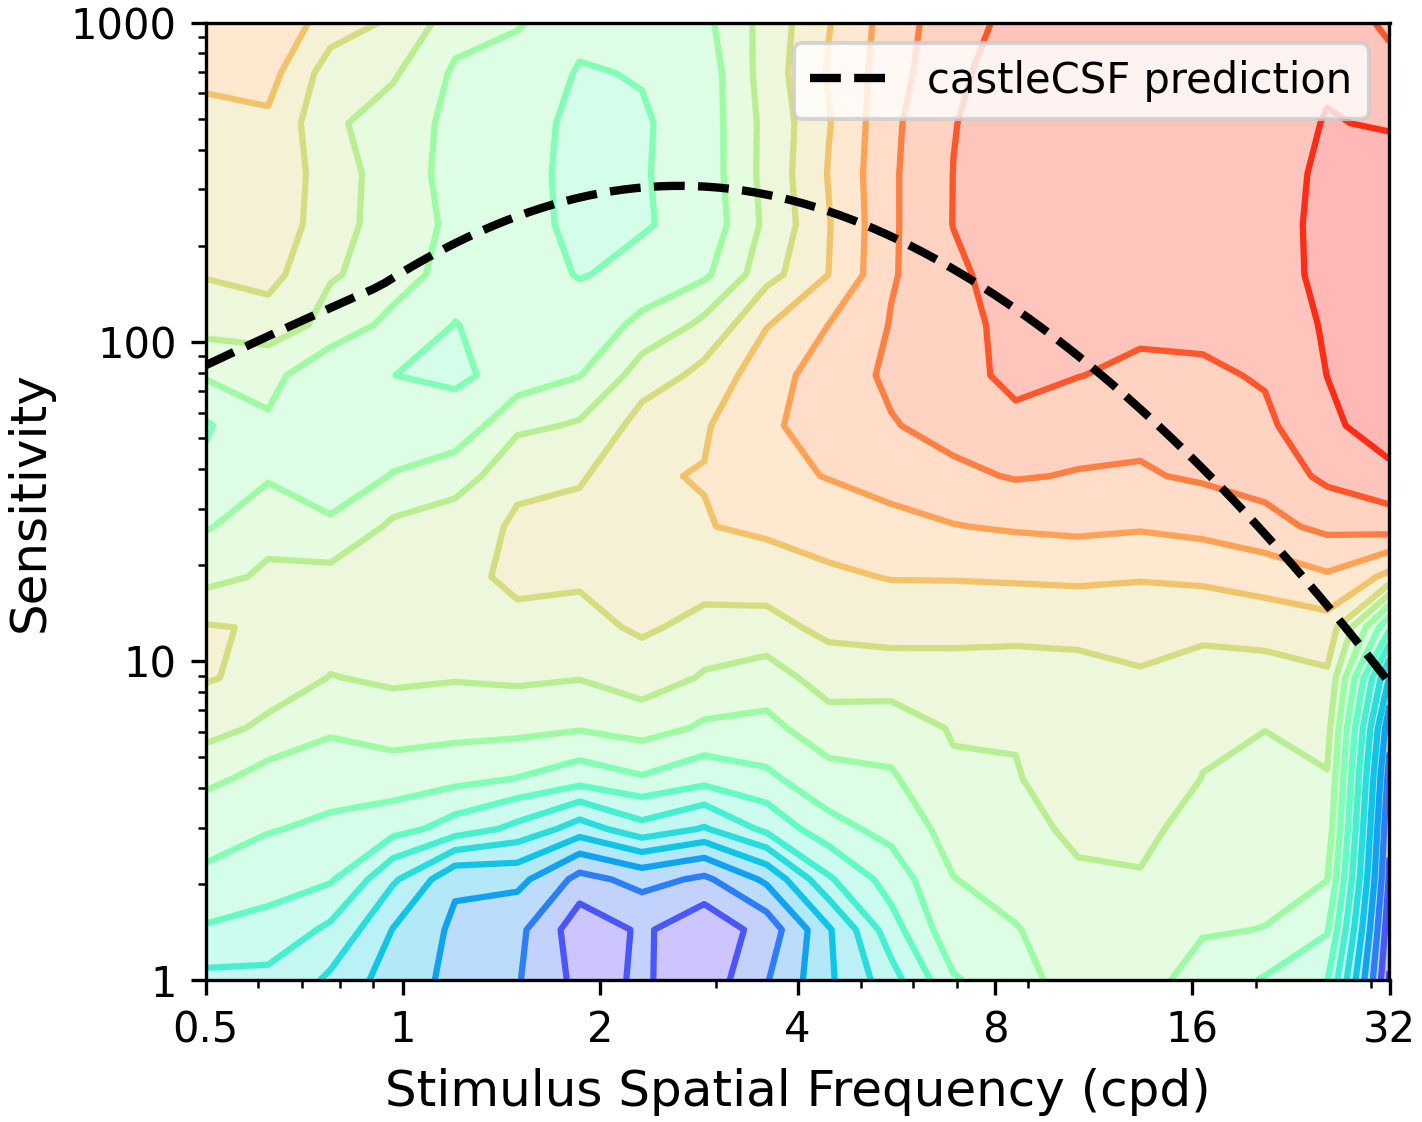 1000
100
10
1
Sensitivity
castleCSF prediction
0.5 1 2 4 8 16 32
Stimulus Spatial Frequency (cpd)